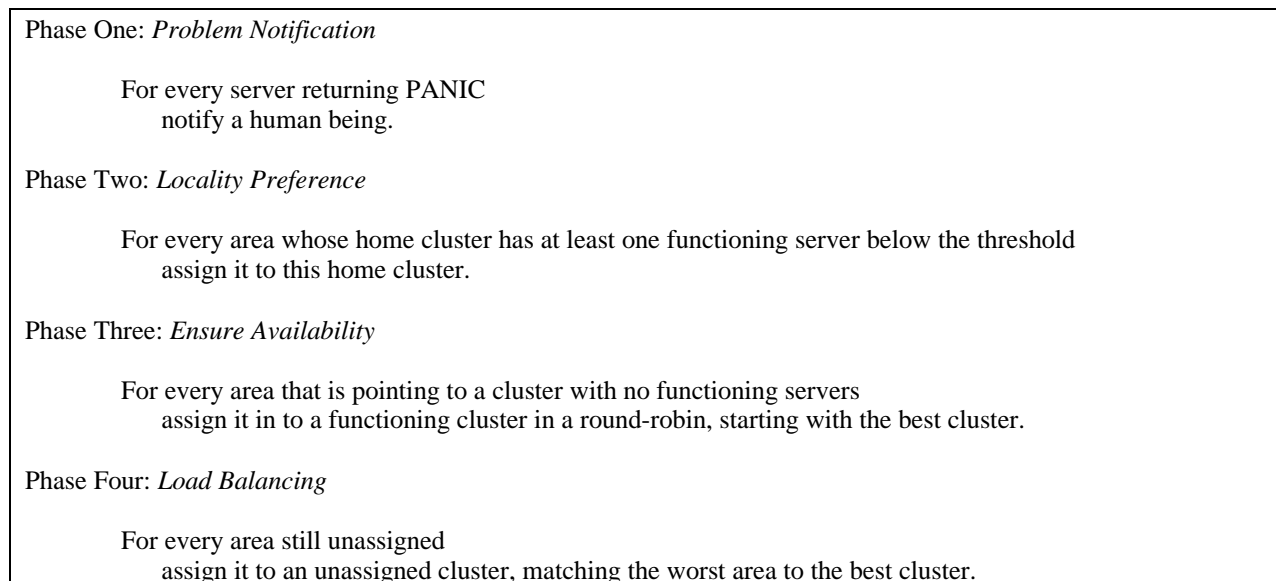 Phase One: Problem Notification
For every server returning PANIC
notify a human being.
Phase Two: Locality Preference
For every area whose home cluster has at least one functioning server below the threshold
assign it to this home cluster.
Phase Three: Ensure Availability
For every area that is pointing to a cluster with no functioning servers
assign it in to a functioning cluster in a round-robin, starting with the best cluster.
Phase Four: Load Balancing
For every area still unassigned
assign it to an unassigned cluster, matching the worst area to the best cluster.